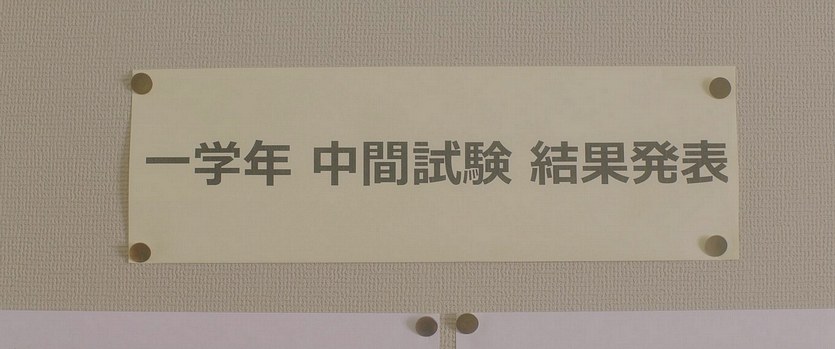 一学年 中間試験 結果発表